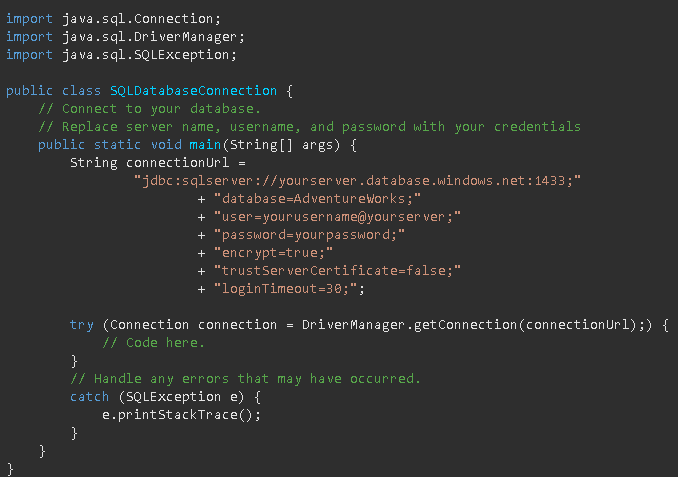 import java.sql.Connection;
import java.sql.DriverManager;
import java.sql.SQLException;

public class SQLDatabaseConnection {
    // Connect to your database.
    // Replace server name, username, and password with your credentials
    public static void main(String[] args) {
        String connectionUrl =
                "jdbc:sqlserver://yourserver.database.windows.net:1433;"
                        + "database=AdventureWorks;"
                        + "user=yourusername@yourserver;"
                        + "password=yourpassword;"
                        + "encrypt=true;"
                        + "trustServerCertificate=false;"
                        + "loginTimeout=30;";

        try (Connection connection = DriverManager.getConnection(connectionUrl);) {
            // Code here.
        }
        // Handle any errors that may have occurred.
        catch (SQLException e) {
            e.printStackTrace();
        }
    }
}